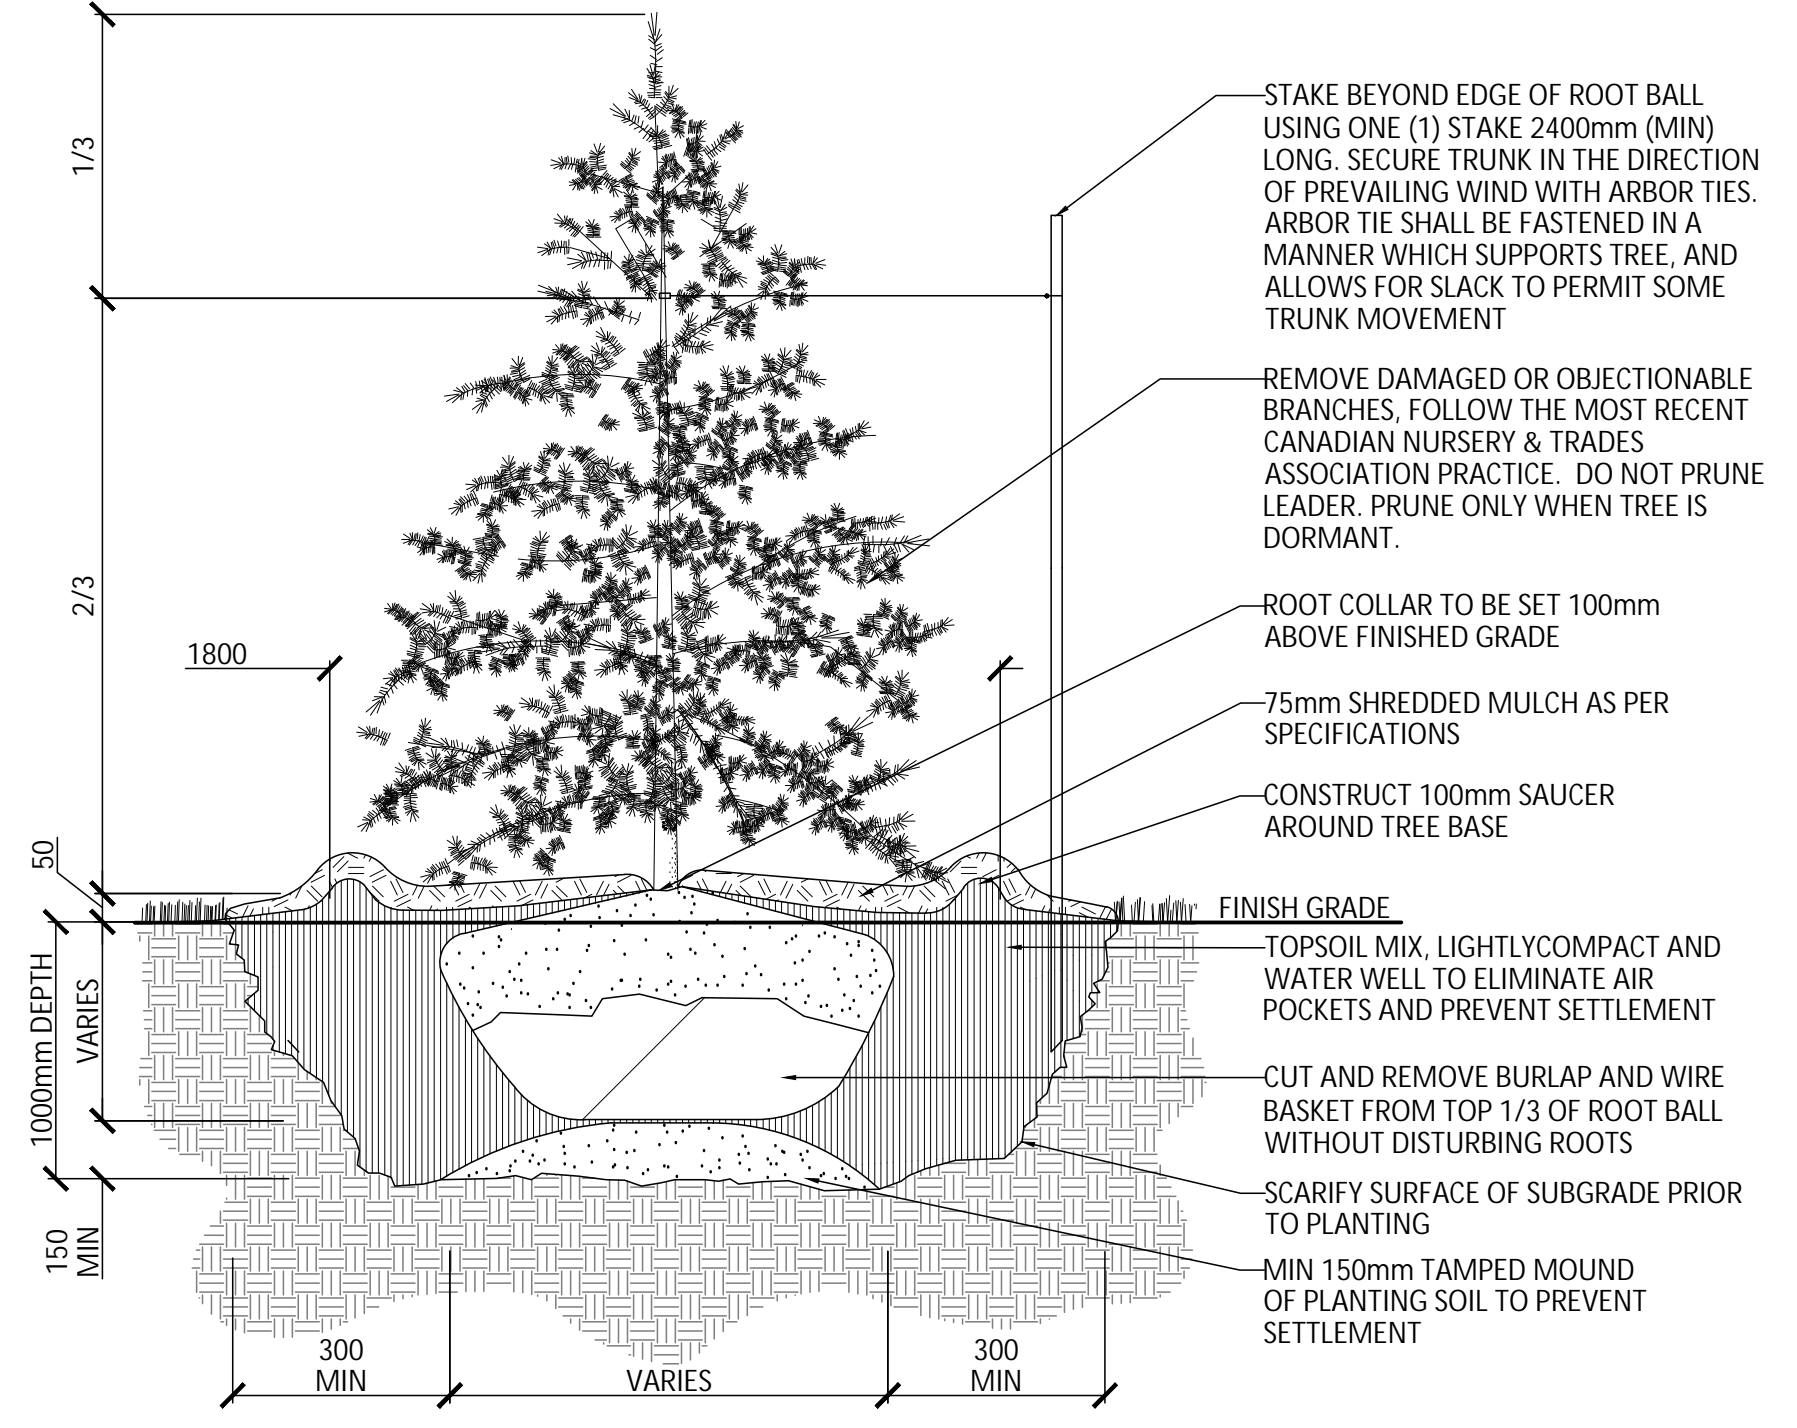 STAKE BEYOND EDGE OF ROOT BALL
USING ONE (1) STAKE 2400mm (MIN)
LONG. SECURE TRUNK IN THE DIRECTION
OF PREVAILING WIND WITH ARBOR TIES.
ARBOR TIE SHALL BE FASTENED IN A
MANNER WHICH SUPPORTS TREE, AND
ALLOWS FOR SLACK TO PERMIT SOME
TRUNK MOVEMENT
REMOVE DAMAGED OR OBJECTIONABLE
BRANCHES, FOLLOW THE MOST RECENT
CANADIAN NURSERY & TRADES
ASSOCIATION PRACTICE. DO NOT PRUNE
LEADER. PRUNE ONLY WHEN TREE IS
DORMANT.
ROOT COLLAR TO BE SET 100mm
ABOVE FINISHED GRADE
75mm SHREDDED MULCH AS PER
SPECIFICATIONS
CONSTRUCT 100mm SAUCER
AROUND TREE BASE
FINISH GRADE
TOPSOIL MIX, LIGHTLYCOMPACT AND
WATER WELL TO ELIMINATE AIR
POCKETS AND PREVENT SETTLEMENT
CUT AND REMOVE BURLAP AND WIRE
BASKET FROM TOP 1/3 OF ROOT BALL
WITHOUT DISTURBING ROOTS
SCARIFY SURFACE OF SUBGRADE PRIOR
TO PLANTING
MIN 150mm TAMPED MOUND
OF PLANTING SOIL TO PREVENT
SETTLEMENT
1/3
2/3
1800
50
1000mm DEPTH
VARIES
150
MIN
300
MIN
VARIES
300
MIN